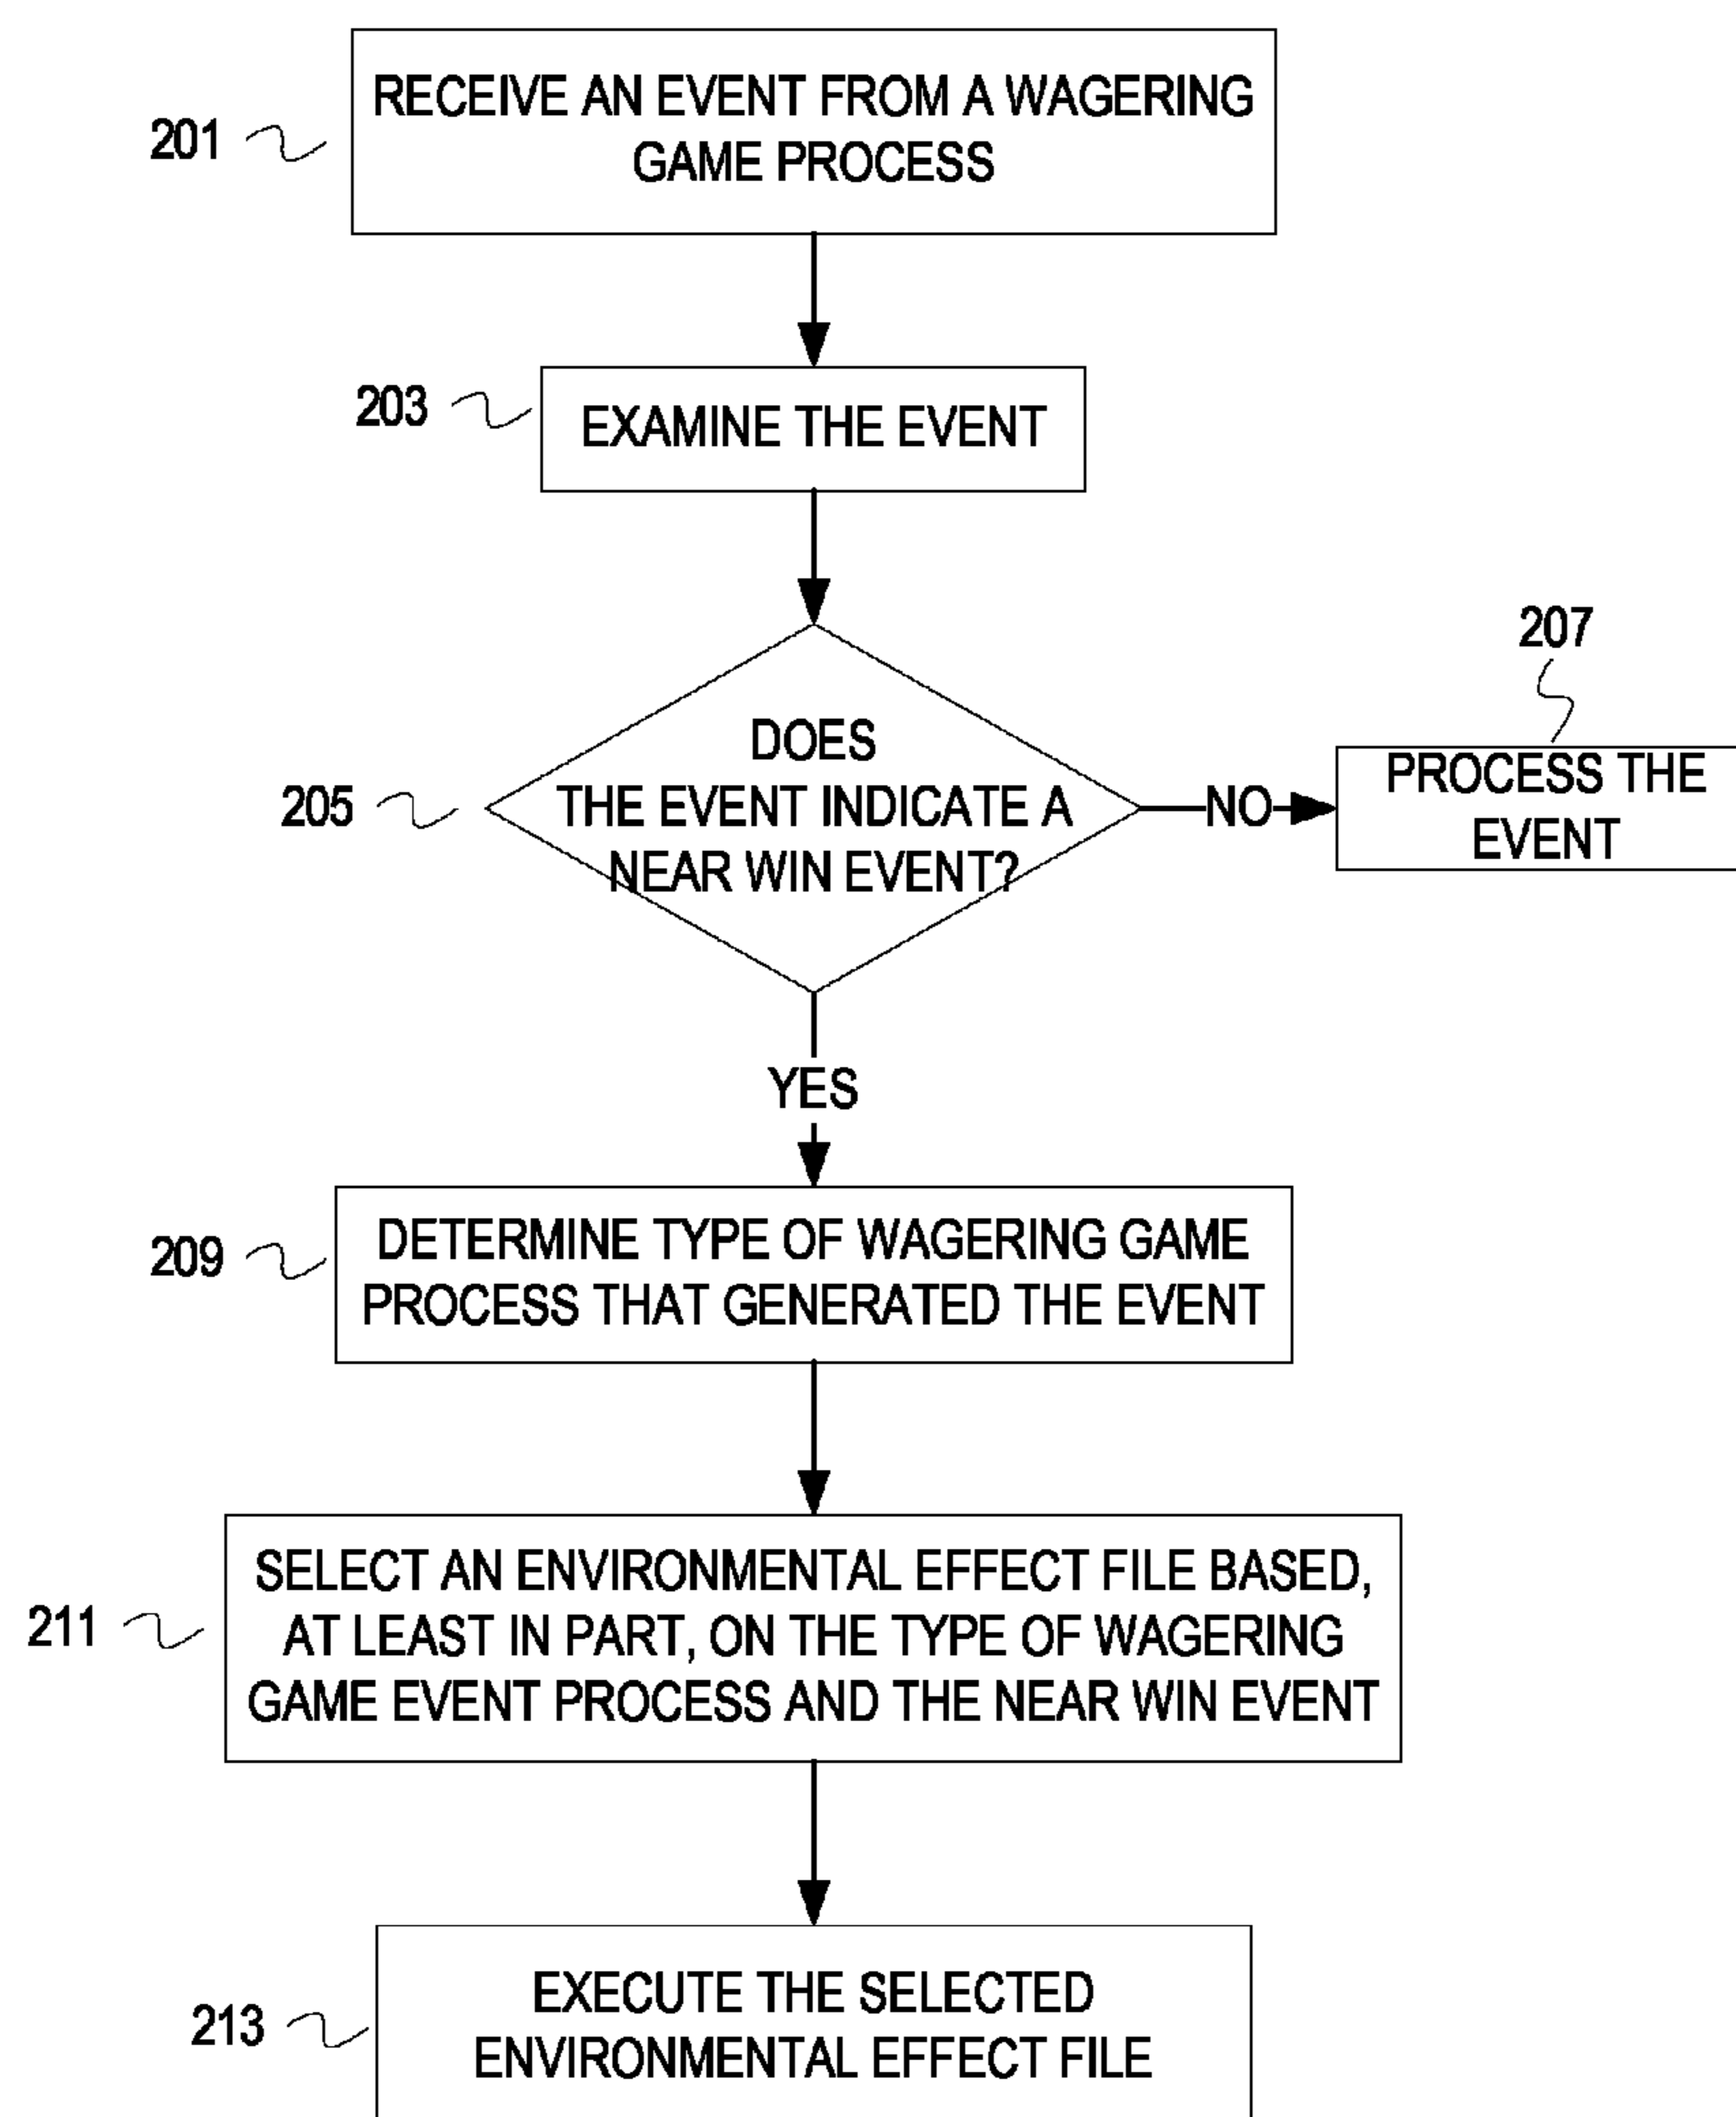 201
RECEIVE AN EVENT FROM A WAGERING
GAME PROCESS
203
EXAMINE THE EVENT
205
DOES
THE EVENT INDICATE A
NEAR WIN EVENT?
NO
207
PROCESS THE
EVENT
YES
209
DETERMINE TYPE OF WAGERING GAME
PROCESS THAT GENERATED THE EVENT
211
SELECT AN ENVIRONMENTAL EFFECT FILE BASED,
AT LEAST IN PART, ON THE TYPE OF WAGERING
GAME EVENT PROCESS AND THE NEAR WIN EVENT
213
EXECUTE THE SELECTED
ENVIRONMENTAL EFFECT FILE